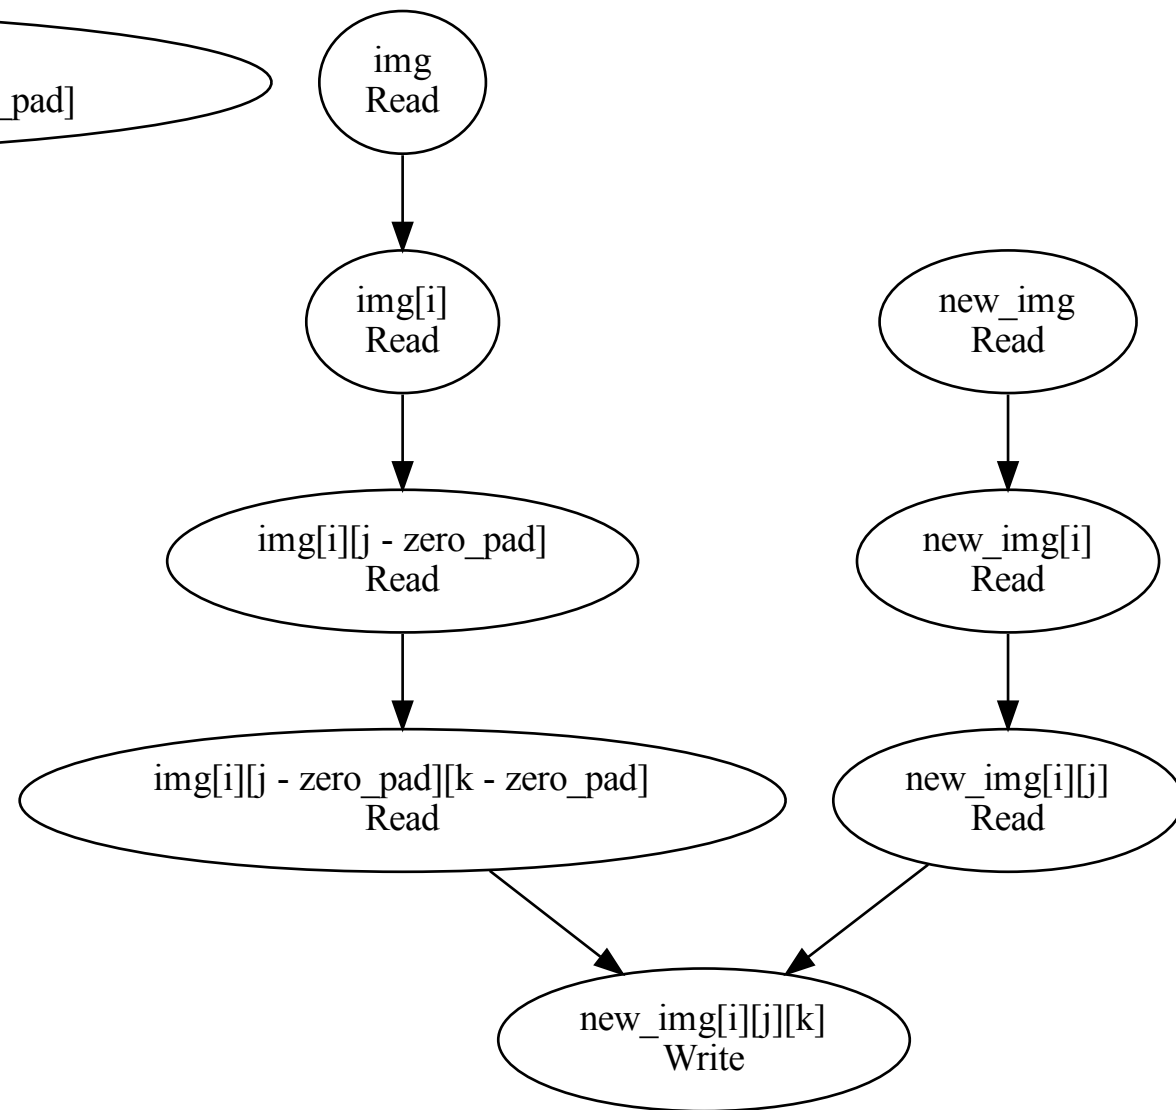 _pad]
img
Read
img[i]
Read
new_img
Read
img[i][j - zero_pad]
Read
new_img[i]
Read
img[i][j - zero_pad][k - zero_pad]
Read
new_img[i][j]
Read
new_img[i][j][k]
Write